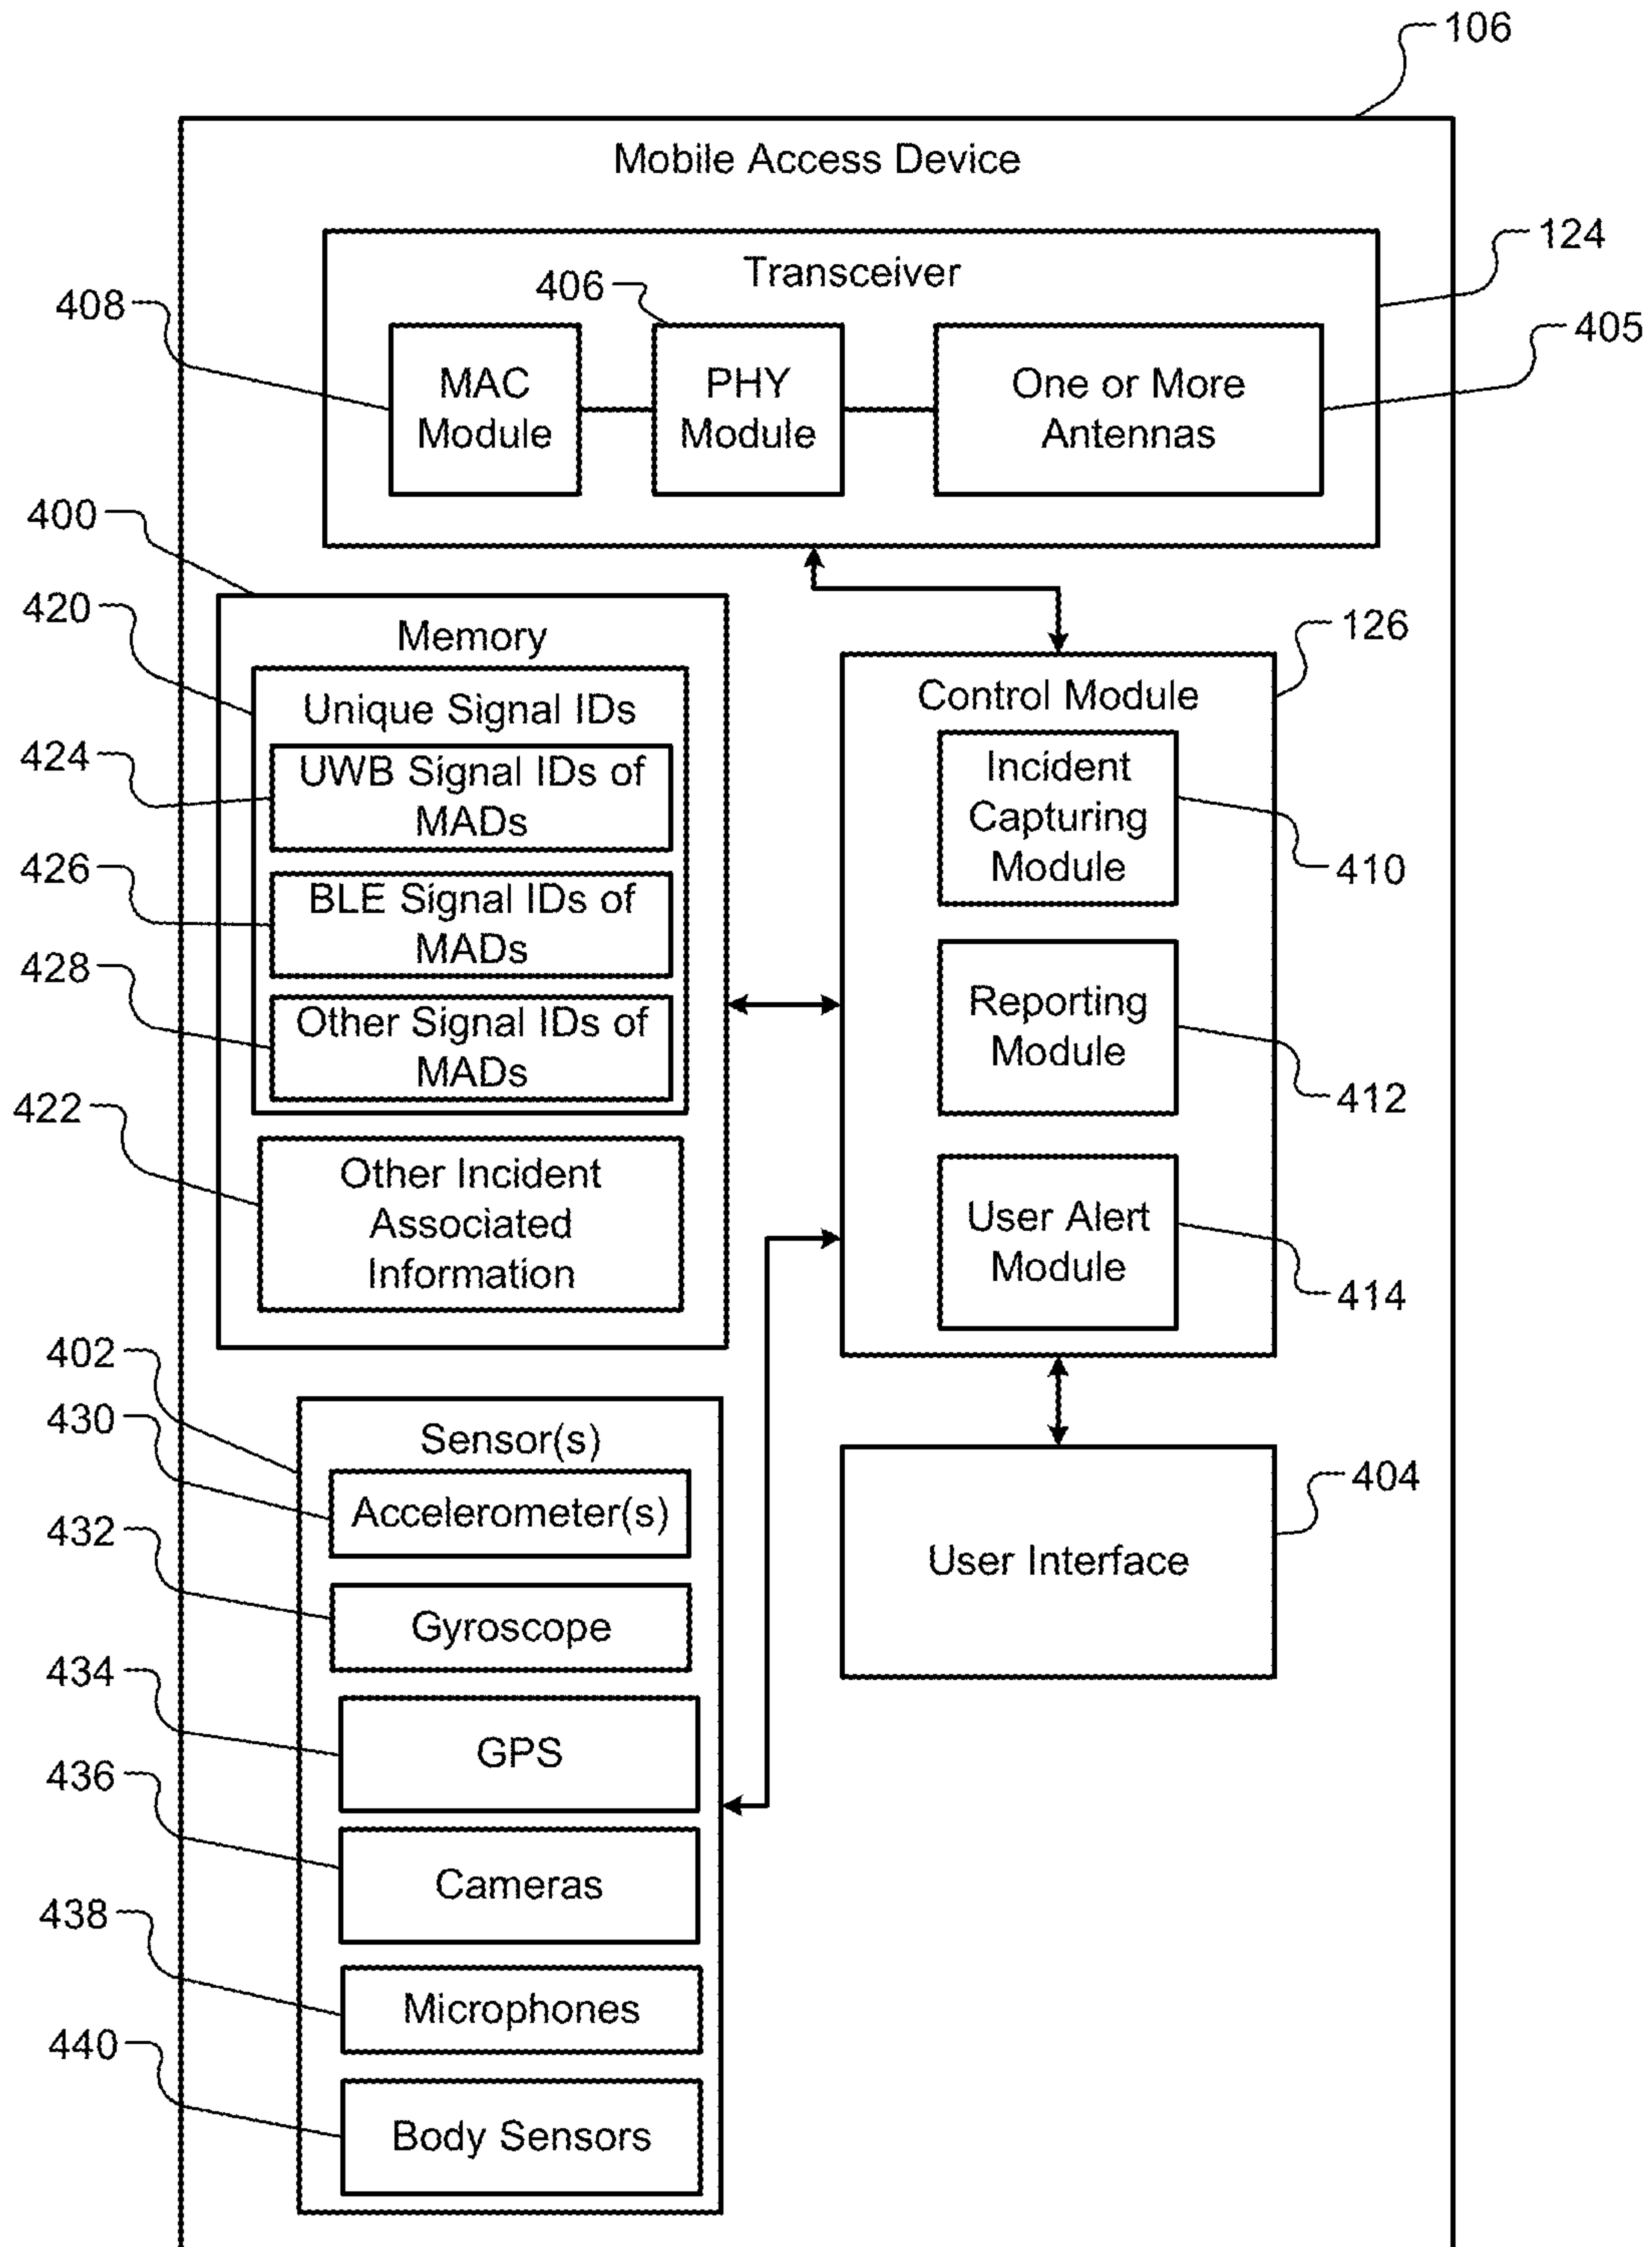 106
Mobile Access Device
124
Transceiver
406
408
405
MAC
Module
PHY
Module
One or More
Antennas
400
420
Memory
126
Unique Signal IDs
Control Module
424
UWB Signal IDs of
MADs
Incident
Capturing
Module
410
426
BLE Signal IDs of
MADs
428
Other Signal IDs of
MADs
Reporting
Module
412
422
Other Incident
Associated
Information
User Alert
Module
414
402
430
Sensor(s)
404
Accelerometer(s)
432
User Interface
Gyroscope
434
GPS
436
Cameras
438
Microphones
440
Body Sensors